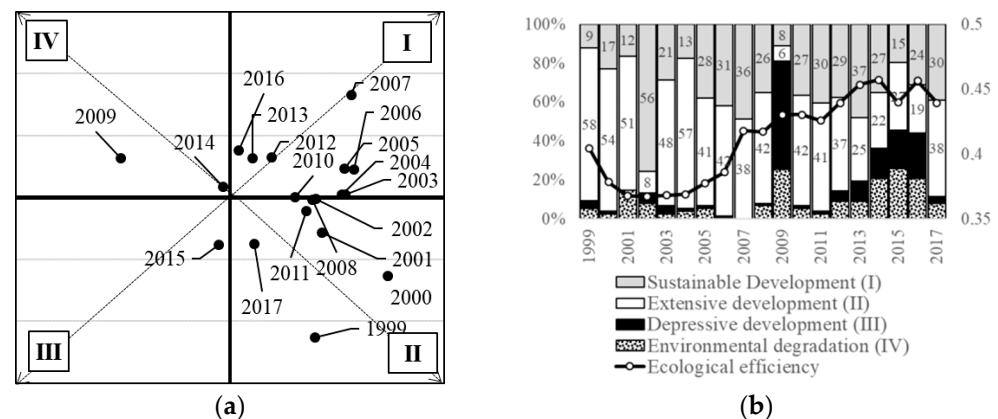 IV
I
2016
2007
2013
2006
2009
2012
2014
2005
2010
2004
2003
2002
2015
2011
2008
2001
2017
2000
1999
III
II
(a)
100%
80%
60%
40%
20%
0%
0.5
0.45
0.4
0.35
9 17 12 56 21 13 28 31 36 26 8 27 30 29 37 27 15 24 30
58 54 51 8 48 57 41 47 38 42 6 42 41 37 25 22 19 38
1999 2001 2003 2005 2007 2009 2011 2013 2015 2017
Sustainable Development (I)
Extensive development (II)
Depressive development (III)
Environmental degradation (IV)
Ecological efficiency
(b)